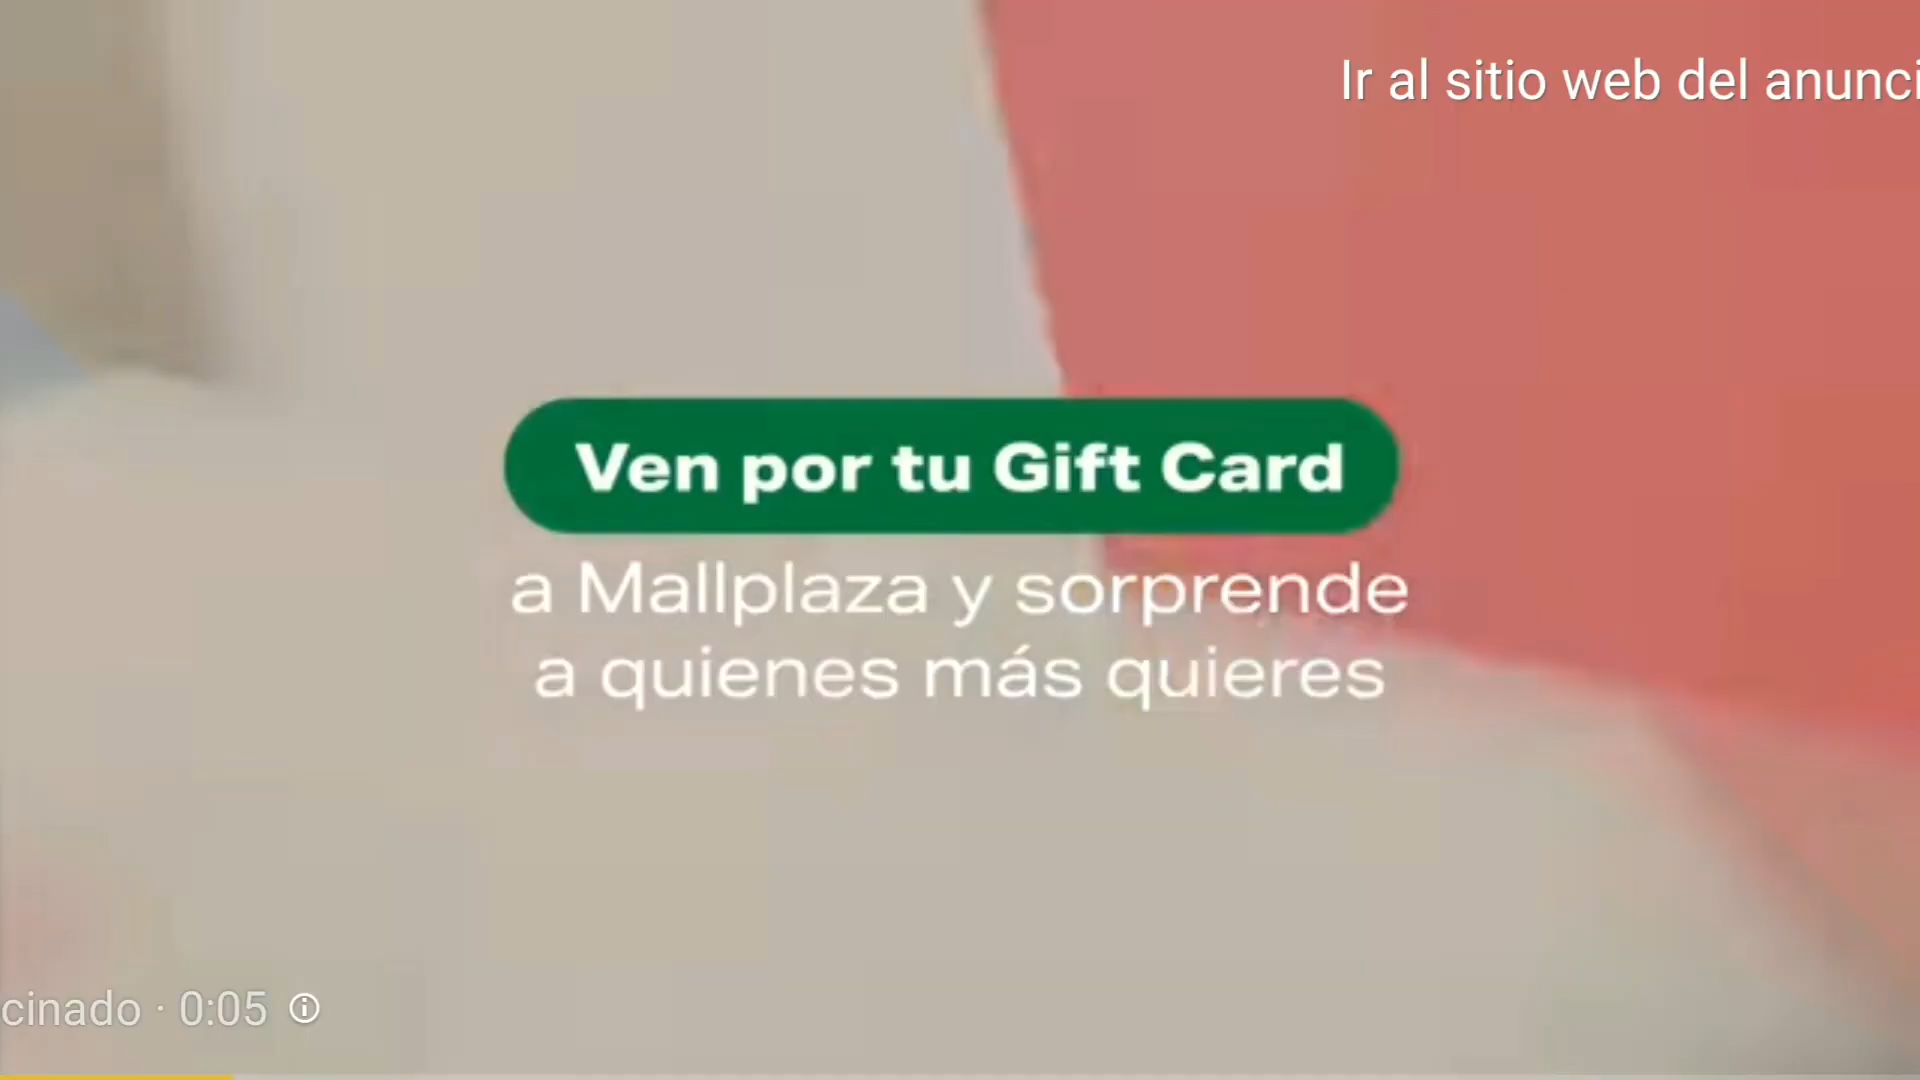 Ir al sitio web del anunci
Ven por tu Gift Card
a Mallplaza y sorprende
a quienes más quieres
cinado · 0:05